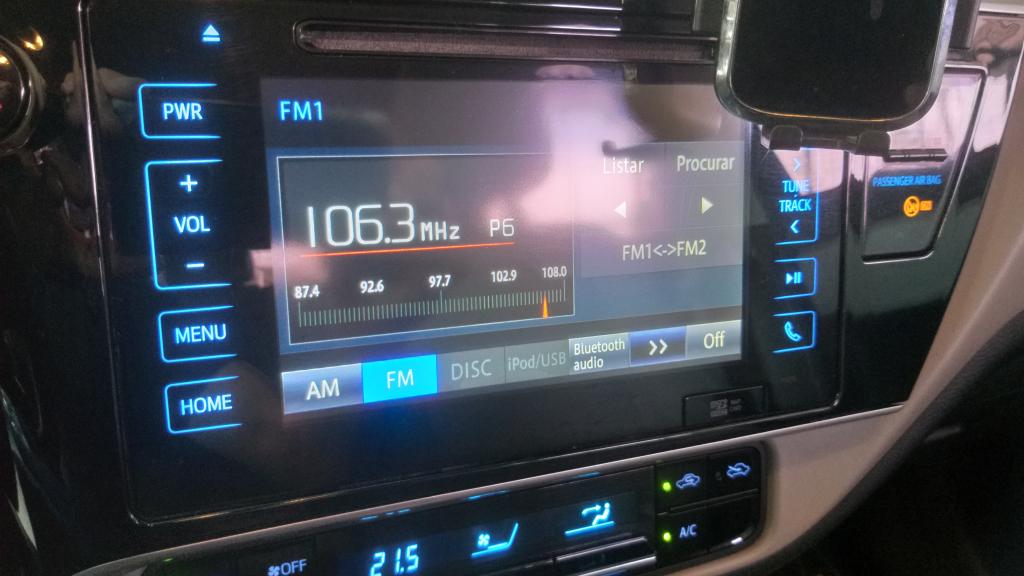 PWR
+
VOL
-
MENU
HOME
FM1
106.3 MHz P6
87.4 92.6 97.7 102.9 108.0
Listar Procurar
FM1<->FM2
AM FM DISC iPod/USB Bluetooth audio >> Off
>
TUNE
TRACK
<
PASSENGER AIR BAG
OFF
21.5
A/C